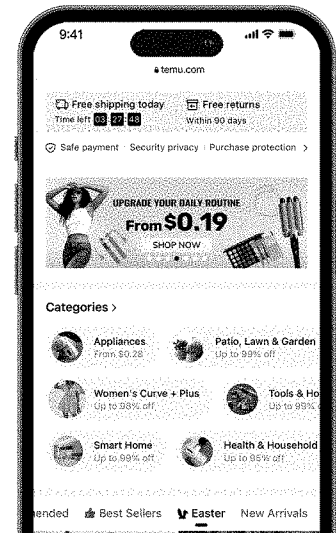 9:41
temu.com
Free shipping today
Free returns
Time left 03:27:48
Within 90 days
Safe payment
Security privacy
Purchase protection >
UPGRADE YOUR DAILY ROUTINE
From $0.19
SHOP NOW
Categories >
Appliances
From $0.28
Patio, Lawn & Garden
Up to 99% off
Women's Curve + Plus
Up to 98% off
Tools & Ho
Up to 99%
Smart Home
Up to 99% off
Health & Household
Up to 95% off
ended
Best Sellers
Easter
New Arrivals